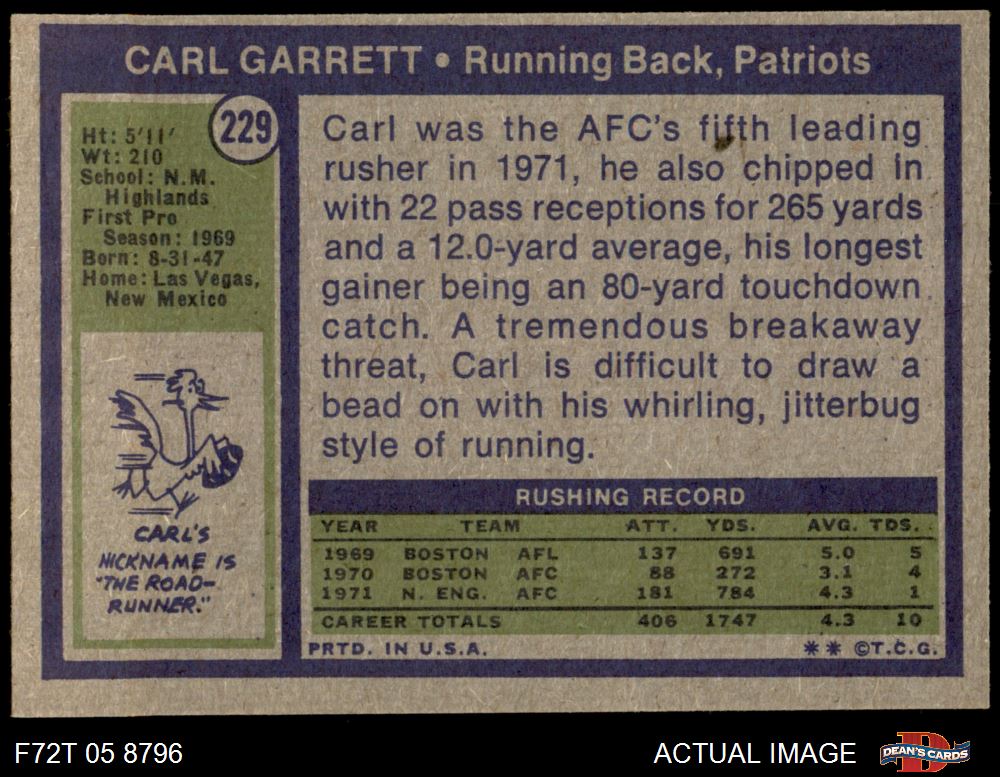 CARL GARRETT • Running Back, Patriots
229
Ht: 5'11'
Wt: 210
School: N.M.
Highlands
First Pro
Season: 1969
Born: 8-31-47
Home: Las Vegas,
New Mexico
CARL'S
NICKNAME IS
"THE ROAD-
RUNNER."
Carl was the AFC's fifth leading
rusher in 1971, he also chipped in
with 22 pass receptions for 265 yards
and a 12.0-yard average, his longest
gainer being an 80-yard touchdown
catch. A tremendous breakaway
threat, Carl is difficult to draw a
bead on with his whirling, jitterbug
style of running.
RUSHING RECORD
YEAR TEAM ATT. YDS. AVG. TDS.
1969 BOSTON AFL 137 691 5.0 5
1970 BOSTON AFC 88 272 3.1 4
1971 N. ENG. AFC 181 784 4.3 1
CAREER TOTALS 406 1747 4.3 10
PRTD. IN U.S.A. ** ©T.C.G.
F72T 05 8796 ACTUAL IMAGE DEAN'S CARDS